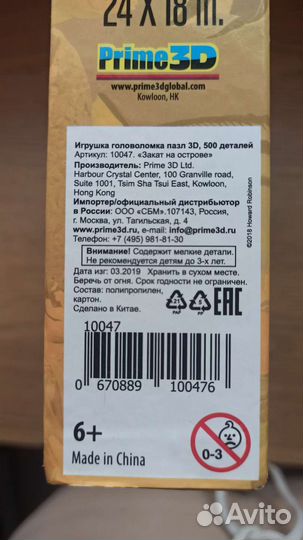 24 X 18 in.
Prime3D
www.prime3dglobal.com
Kowloon, HK
Игрушка головоломка пазл 3D, 500 деталей
Артикул: 10047. «Закат на острове»
Производитель: Prime 3D Ltd.
Harbour Crystal Center, 100 Granville road,
Suite 1001, Tsim Sha Tsui East, Kowloon,
Hong Kong
Импортер/официальный дистрибьютор
в России: ООО «СБМ».107143, Россия,
г. Москва, ул. Тагильская, д. 4
www.prime3d.ru, e-mail: info@prime3d.ru
Телефон: +7 (495) 981-81-30
Внимание! Содержит мелкие детали.
Не рекомендуется детям до 3-х лет.
Дата изг: 03.2019 Хранить в сухом месте.
Беречь от огня. Срок годности не ограничен.
Состав: полипропилен,
картон.
Сделано в Китае.
21
PAP
5
PP
EAC
10047
0 670889 100476
6+
Made in China
0-3
©2018 Howard Robinson
Avito